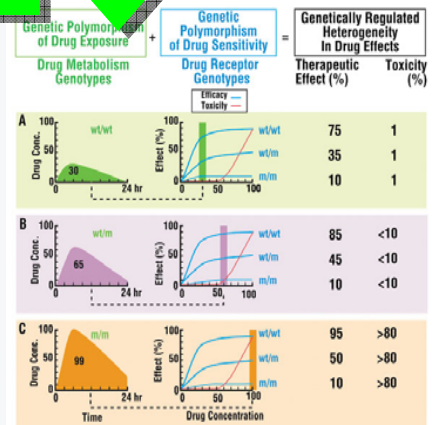 Genetic Polymorphism
of Drug Exposure
+
Genetic
Polymorphism
of Drug Sensitivity
=
Genetically Regulated
Heterogeneity
In Drug Effects
Drug Metabolism
Genotypes
Drug Receptor
Genotypes
Therapeutic
Effect (%)
Toxicity
(%)
Efficacy
Toxicity
A
Drug Conc.
100
50
0
wt/wt
30
24 hr
Effect (%)
100
50
0
0
50
100
wt/wt
wt/m
m/m
75 1
35 1
10 1
B
Drug Conc.
100
50
0
wt/m
65
24 hr
Effect (%)
100
50
0
0
50
100
wt/wt
wt/m
m/m
85 <10
45 <10
10 <10
C
Drug Conc.
100
50
0
m/m
99
24 hr
Effect (%)
100
50
0
0
50
100
wt/wt
wt/m
m/m
95 >80
50 >80
10 >80
Time
Drug Concentration